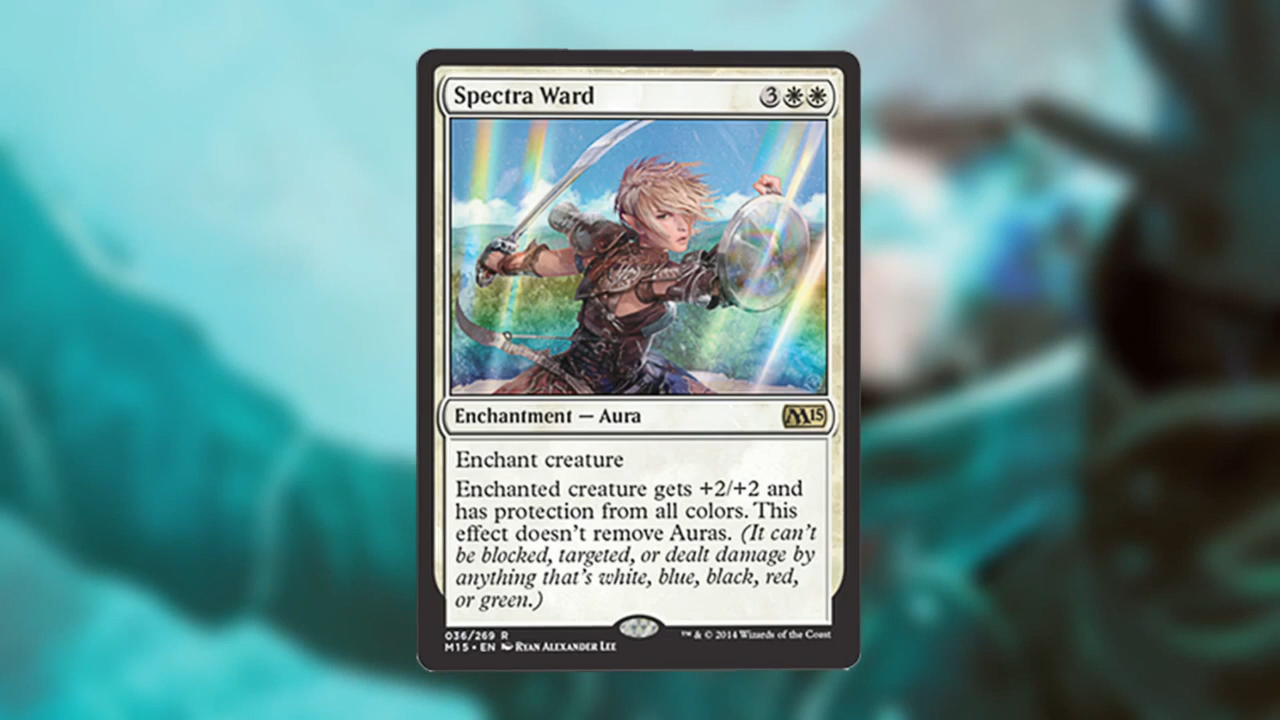 Spectra Ward 3
Enchantment — Aura M15
Enchant creature
Enchanted creature gets +2/+2 and
has protection from all colors. This
effect doesn't remove Auras. (It can't
be blocked, targeted, or dealt damage by
anything that's white, blue, black, red,
or green.)
036/269 R ™ & © 2014 Wizards of the Coast
M15 • EN Ryan Alexander Lee